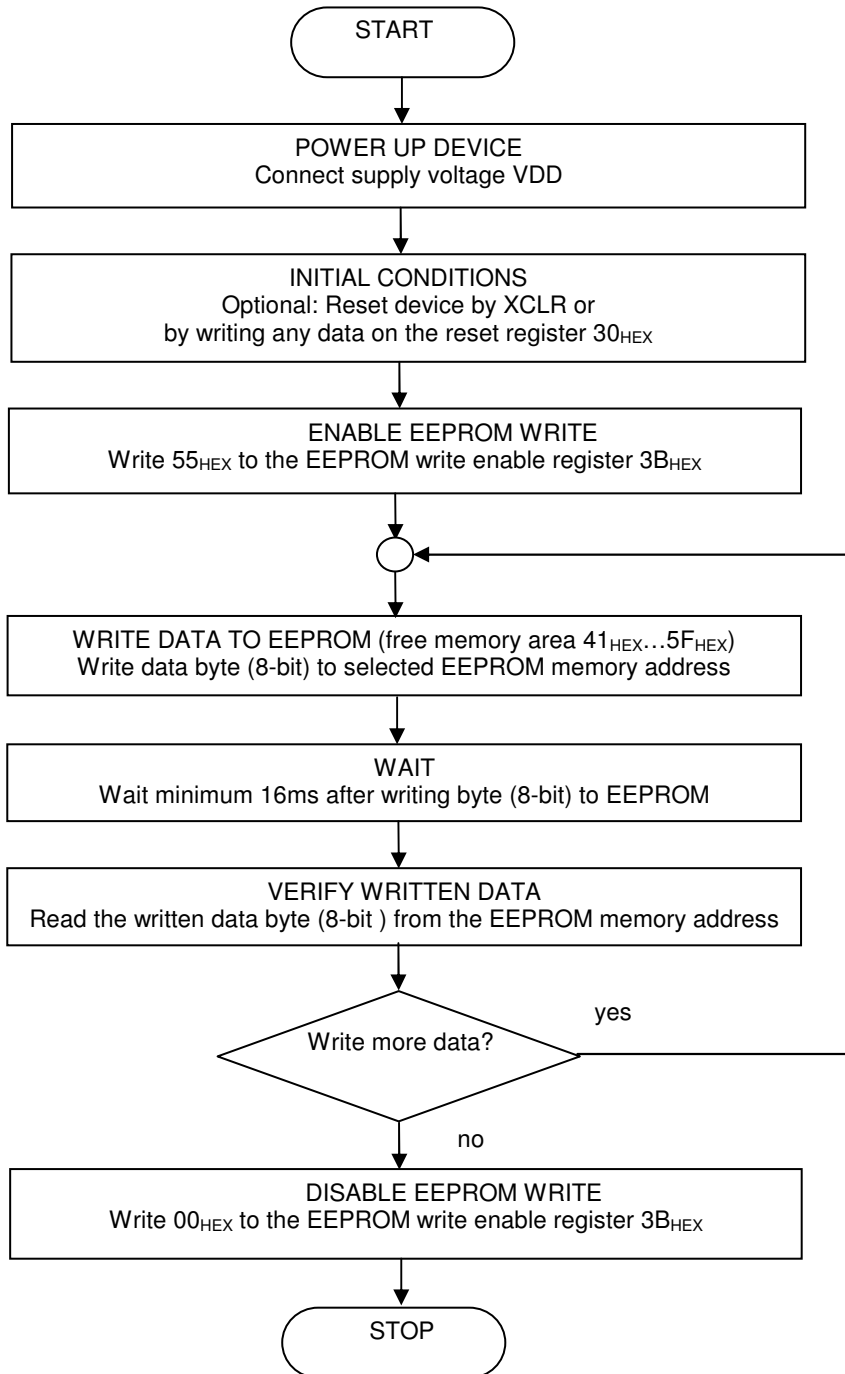 START
POWER UP DEVICE
Connect supply voltage VDD
INITIAL CONDITIONS
Optional: Reset device by XCLR or
by writing any data on the reset register 30HEX
ENABLE EEPROM WRITE
Write 55HEX to the EEPROM write enable register 3BHEX
WRITE DATA TO EEPROM (free memory area 41HEX…5FHEX)
Write data byte (8-bit) to selected EEPROM memory address
WAIT
Wait minimum 16ms after writing byte (8-bit) to EEPROM
VERIFY WRITTEN DATA
Read the written data byte (8-bit ) from the EEPROM memory address
yes
Write more data?
no
DISABLE EEPROM WRITE
Write 00HEX to the EEPROM write enable register 3BHEX
STOP